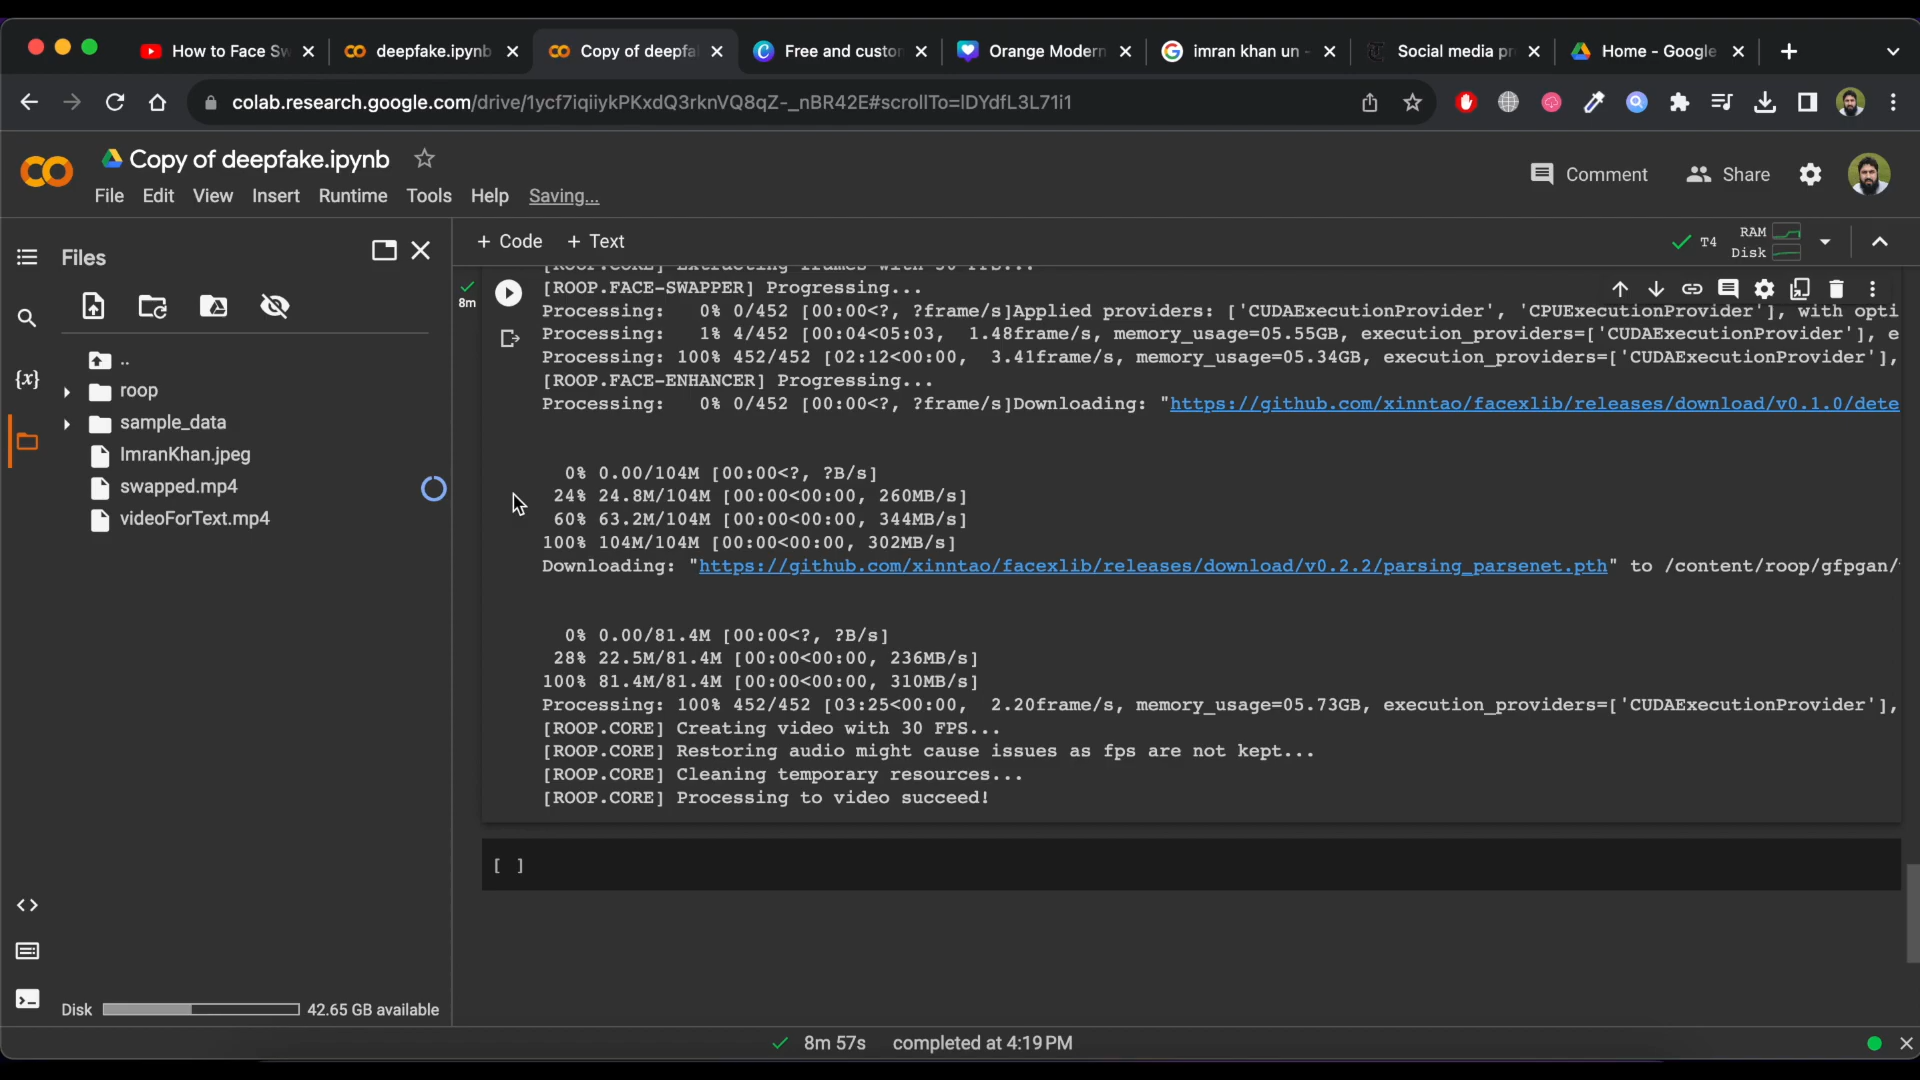 How to Face Sw
deepfake.ipynb
Copy of deepfa
Free and custo
Orange Modern
imran khan un -
Social media pr
Home - Google
colab.research.google.com/drive/1ycf7iqiiykPKxdQ3rknVQ8qZ-_nBR42E#scrollTo=lDYdfL3L71i1
Copy of deepfake.ipynb
File Edit View Insert Runtime Tools Help Saving...
Comment
Share
Files
+ Code + Text
T4
RAM
Disk
..
roop
sample_data
ImranKhan.jpeg
swapped.mp4
videoForText.mp4
Disk 42.65 GB available
{x}
8m
[ROOP.CORE] Extracting frames with 30 FPS...
[ROOP.FACE-SWAPPER] Progressing...
Processing:   0% 0/452 [00:00<?, ?frame/s]Applied providers: ['CUDAExecutionProvider', 'CPUExecutionProvider'], with opti
Processing:   1% 4/452 [00:04<05:03,  1.48frame/s, memory_usage=05.55GB, execution_providers=['CUDAExecutionProvider'], e
Processing: 100% 452/452 [02:12<00:00,  3.41frame/s, memory_usage=05.34GB, execution_providers=['CUDAExecutionProvider'],
[ROOP.FACE-ENHANCER] Progressing...
Processing:   0% 0/452 [00:00<?, ?frame/s]Downloading: "https://github.com/xinntao/facexlib/releases/download/v0.1.0/dete
0% 0.00/104M [00:00<?, ?B/s]
24% 24.8M/104M [00:00<00:00, 260MB/s]
60% 63.2M/104M [00:00<00:00, 344MB/s]
100% 104M/104M [00:00<00:00, 302MB/s]
Downloading: "https://github.com/xinntao/facexlib/releases/download/v0.2.2/parsing_parsenet.pth" to /content/roop/gfpgan/
0% 0.00/81.4M [00:00<?, ?B/s]
28% 22.5M/81.4M [00:00<00:00, 236MB/s]
100% 81.4M/81.4M [00:00<00:00, 310MB/s]
Processing: 100% 452/452 [03:25<00:00,  2.20frame/s, memory_usage=05.73GB, execution_providers=['CUDAExecutionProvider'],
[ROOP.CORE] Creating video with 30 FPS...
[ROOP.CORE] Restoring audio might cause issues as fps are not kept...
[ROOP.CORE] Cleaning temporary resources...
[ROOP.CORE] Processing to video succeed!
[ ]
8m 57s completed at 4:19 PM